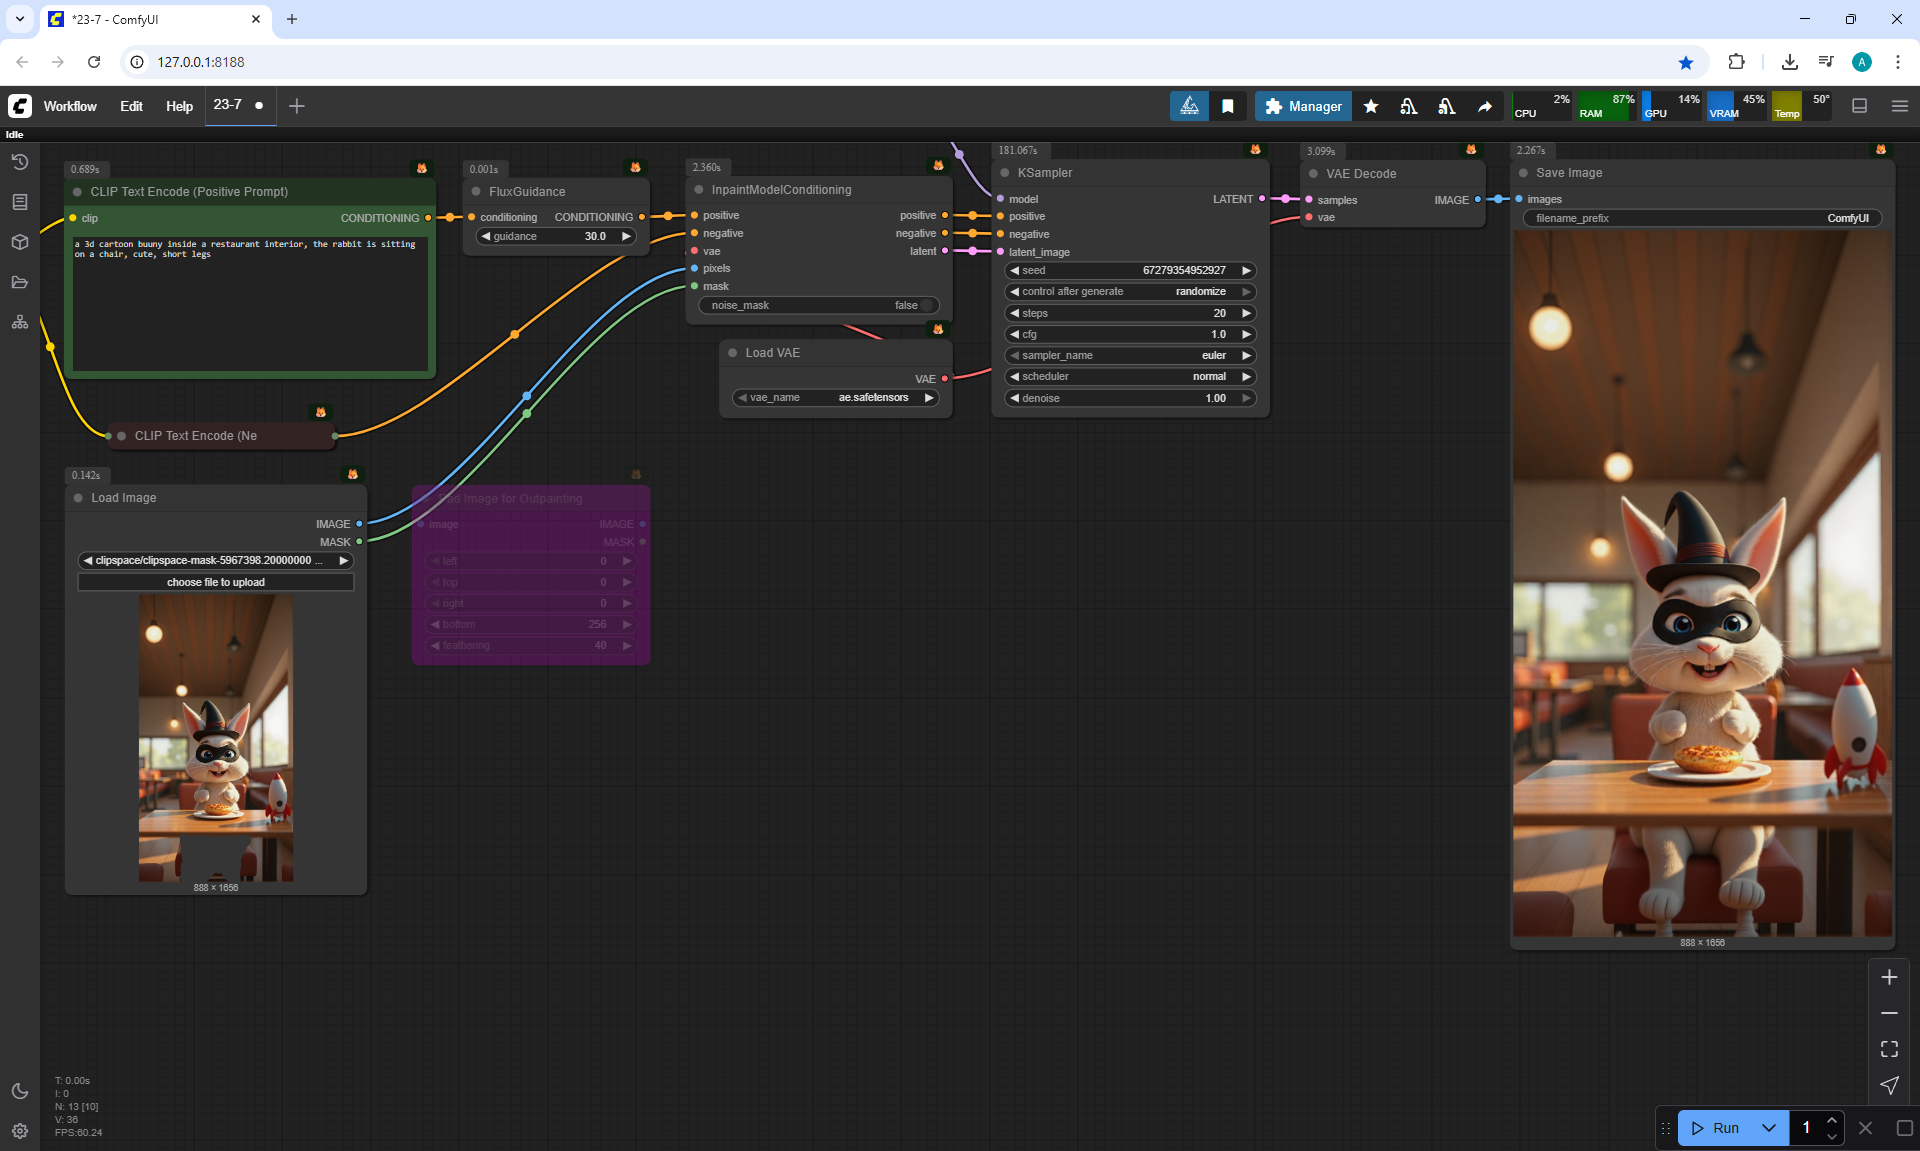 *23-7 - ComfyUI
127.0.0.1:8188
A
Workflow
Edit
Help
23-7
Manager
CPU 2%
RAM 87%
GPU 14%
VRAM 45%
Temp 50°
Idle
0.689s
CLIP Text Encode (Positive Prompt)
clip
CONDITIONING
a 3d cartoon buuny inside a restaurant interior, the rabbit is sitting
on a chair, cute, short legs
0.001s
FluxGuidance
conditioning
CONDITIONING
guidance 30.0
2.360s
InpaintModelConditioning
positive positive
negative negative
vae latent
pixels
mask
noise_mask false
Load VAE
VAE
vae_name ae.safetensors
181.067s
KSampler
model LATENT
positive
negative
latent_image
seed 67279354952927
control after generate randomize
steps 20
cfg 1.0
sampler_name euler
scheduler normal
denoise 1.00
3.099s
VAE Decode
samples IMAGE
vae
2.267s
Save Image
images
filename_prefix ComfyUI
888 × 1656
CLIP Text Encode (Ne
0.142s
Load Image
IMAGE
MASK
clipspace/clipspace-mask-5967398.20000000 ...
choose file to upload
888 × 1656
Pad Image for Outpainting
image IMAGE
MASK
left 0
top 0
right 0
bottom 256
feathering 40
T: 0.00s
I: 0
N: 13 [10]
V: 36
FPS:60.24
Run
1